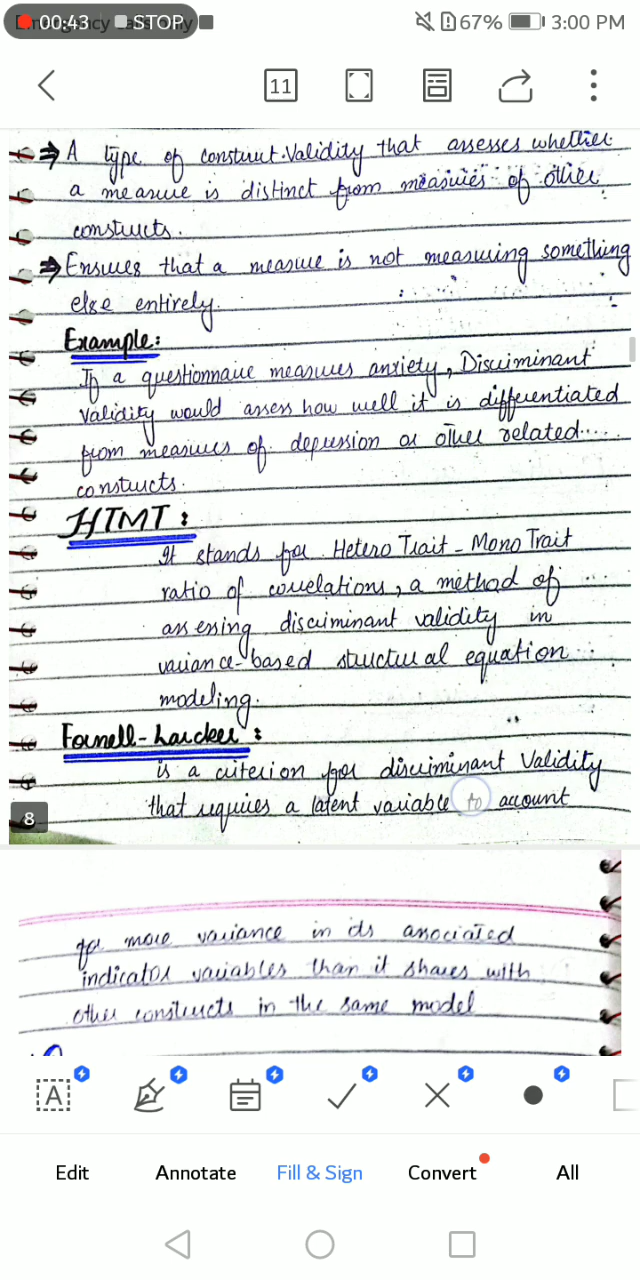 00:43 STOP
67% 3:00 PM
11
⇒ A type of construct.Validity that assesses whether
a measure is distinct from measures of other
constructs.
⇒ Ensures that a measure is not measuring something
else entirely.
Example:
If a questionnaire measures anxiety, Discriminant
validity would assess how well it is differentiated
from measures of depression or other related....
constructs.
HTMT :
It stands for Hetero Trait - Mono Trait
ratio of correlations, a method of
assessing discriminant validity in
variance-based structural equation
modeling.
Fornell-Larcker :
is a criterion for discriminant Validity
that requires a latent variable to account
8
for more variance in its associated
indicator variables than it shares with
other constructs in the same model
A
Edit Annotate Fill & Sign Convert All